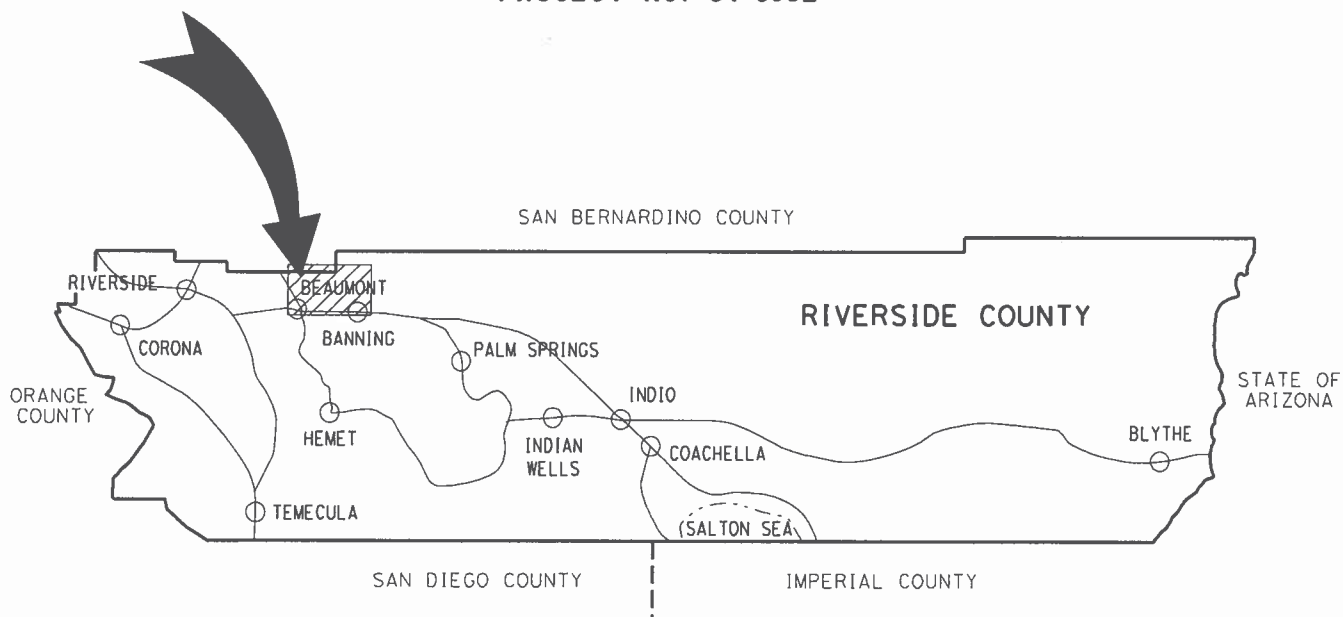 SAN BERNARDINO COUNTY
RIVERSIDE
BEAUMONT
RIVERSIDE COUNTY
CORONA
BANNING
PALM SPRINGS
ORANGE
COUNTY
INDIO
STATE OF
ARIZONA
HEMET
INDIAN
WELLS
COACHELLA
BLYTHE
TEMECULA
SALTON SEA
SAN DIEGO COUNTY
IMPERIAL COUNTY